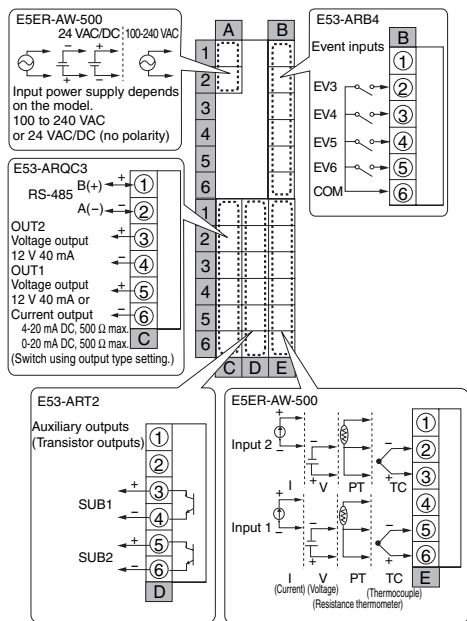 E5ER-AW-500
24 VAC/DC 100-240 VAC
− + −
+ − +
Input power supply depends
on the model.
100 to 240 VAC
or 24 VAC/DC (no polarity)
A B
1
2
3
4
5
6
1
2
3
4
5
6
C D E
E53-ARB4
Event inputs
B
1
EV3 2
EV4 3
EV5 4
EV6 5
COM 6
E53-ARQC3
RS-485
B(+) + 1
A(−) − 2
OUT2
Voltage output
12 V 40 mA
+ 3
− 4
OUT1
Voltage output
12 V 40 mA or
Current output
+ 5
− 6
4-20 mA DC, 500 Ω max.
0-20 mA DC, 500 Ω max.
(Switch using output type setting.)
C
E53-ART2
Auxiliary outputs
(Transistor outputs)
1
2
SUB1
+ 3
− 4
SUB2
+ 5
− 6
D
E5ER-AW-500
Input 2
+ − − +
− +
I V PT TC
Input 1
+ − − +
− +
I V PT TC
(Current) (Voltage) (Thermocouple)
(Resistance thermometer)
1
2
3
4
5
6
E